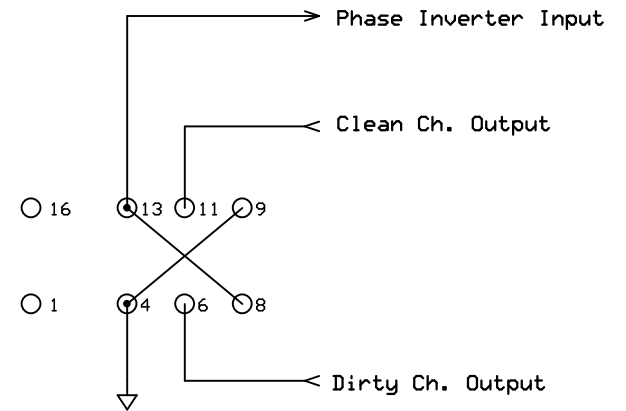 Phase Inverter Input
Clean Ch. Output
16 13 11 9
1 4 6 8
Dirty Ch. Output